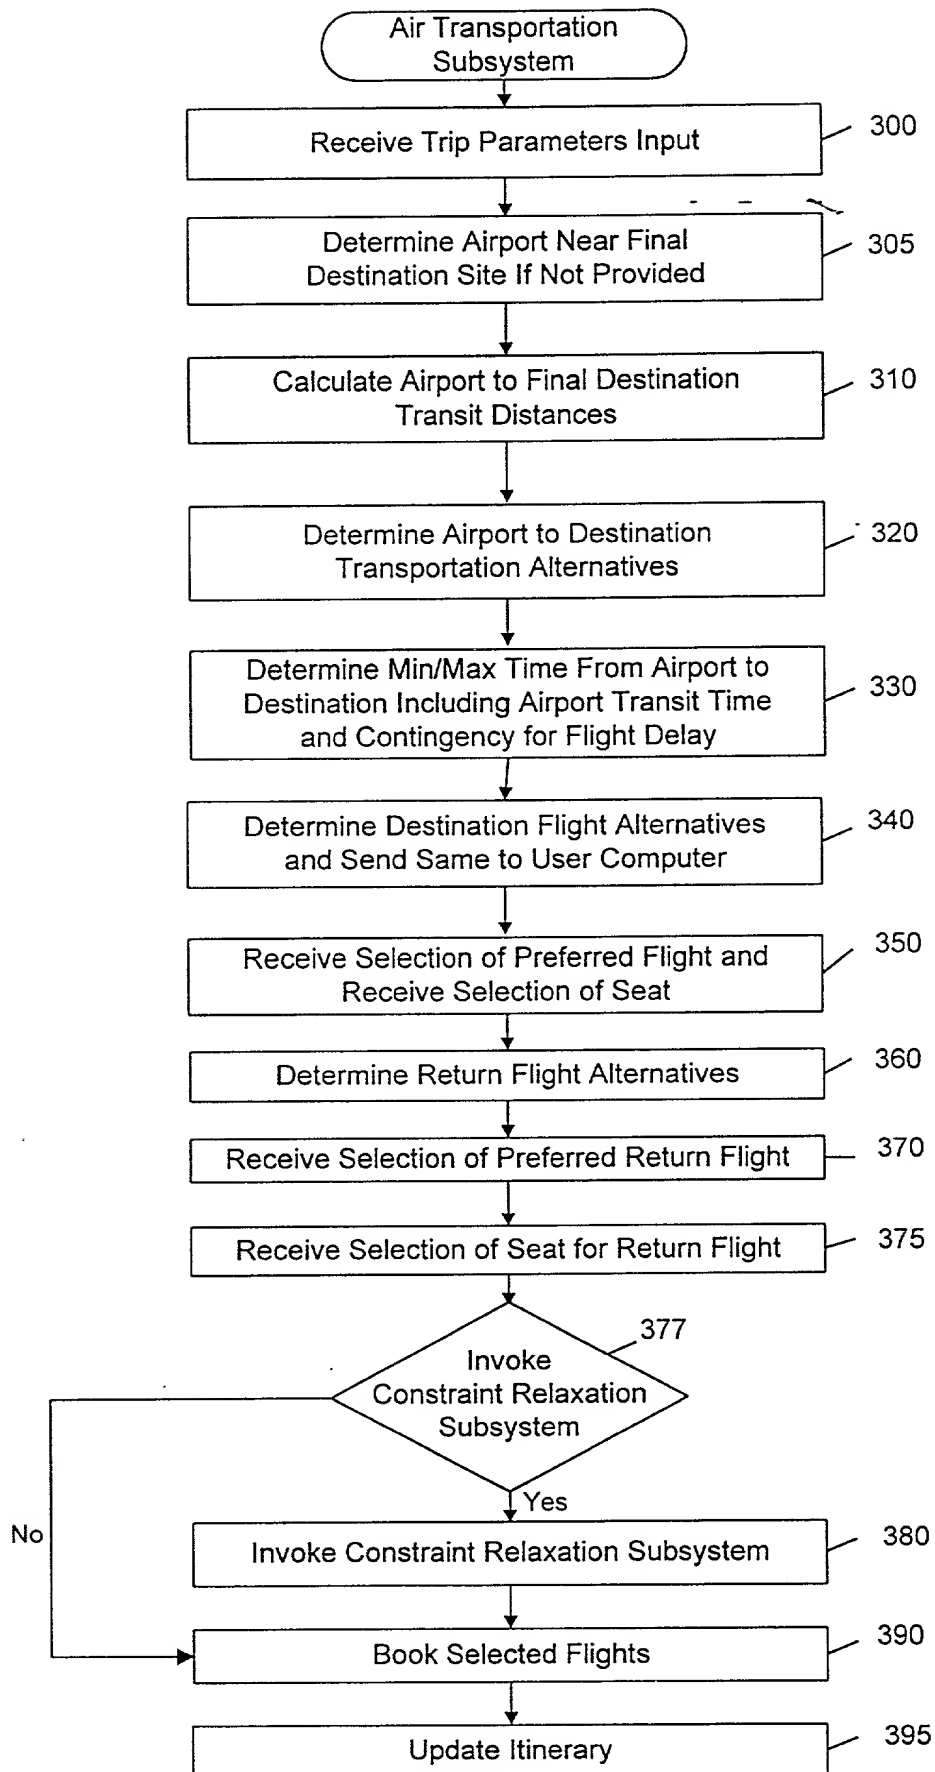 Air Transportation
Subsystem
Receive Trip Parameters Input
300
Determine Airport Near Final
Destination Site If Not Provided
305
Calculate Airport to Final Destination
Transit Distances
310
Determine Airport to Destination
Transportation Alternatives
320
Determine Min/Max Time From Airport to
Destination Including Airport Transit Time
and Contingency for Flight Delay
330
Determine Destination Flight Alternatives
and Send Same to User Computer
340
Receive Selection of Preferred Flight and
Receive Selection of Seat
350
Determine Return Flight Alternatives
360
Receive Selection of Preferred Return Flight
370
Receive Selection of Seat for Return Flight
375
377
Invoke
Constraint Relaxation
Subsystem
Yes
No
Invoke Constraint Relaxation Subsystem
380
Book Selected Flights
390
Update Itinerary
395